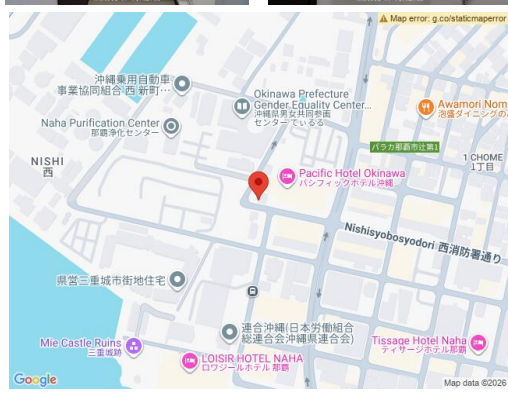 Map error: g.co/staticmaperror
沖縄乗用自動車
事業協同組合 西 新町…
Okinawa Prefecture
Gender Equality Center...
沖縄県男女共同参画
センター てぃるる
Awamori Nom
泡盛ダイニングの
Naha Purification Center
那覇浄化センター
パラカ那覇市辻第1
1 CHOME
1丁目
NISHI
西
Pacific Hotel Okinawa
パシフィックホテル沖縄
Nishisyobosyodori 西消防署通り
県営三重城市街地住宅
Mie Castle Ruins
三重城跡
連合沖縄(日本労働組合
総連合会沖縄県連合会)
Tissage Hotel Naha
ティサージホテル那覇
LOISIR HOTEL NAHA
ロワジールホテル 那覇
Google
Map data ©2026